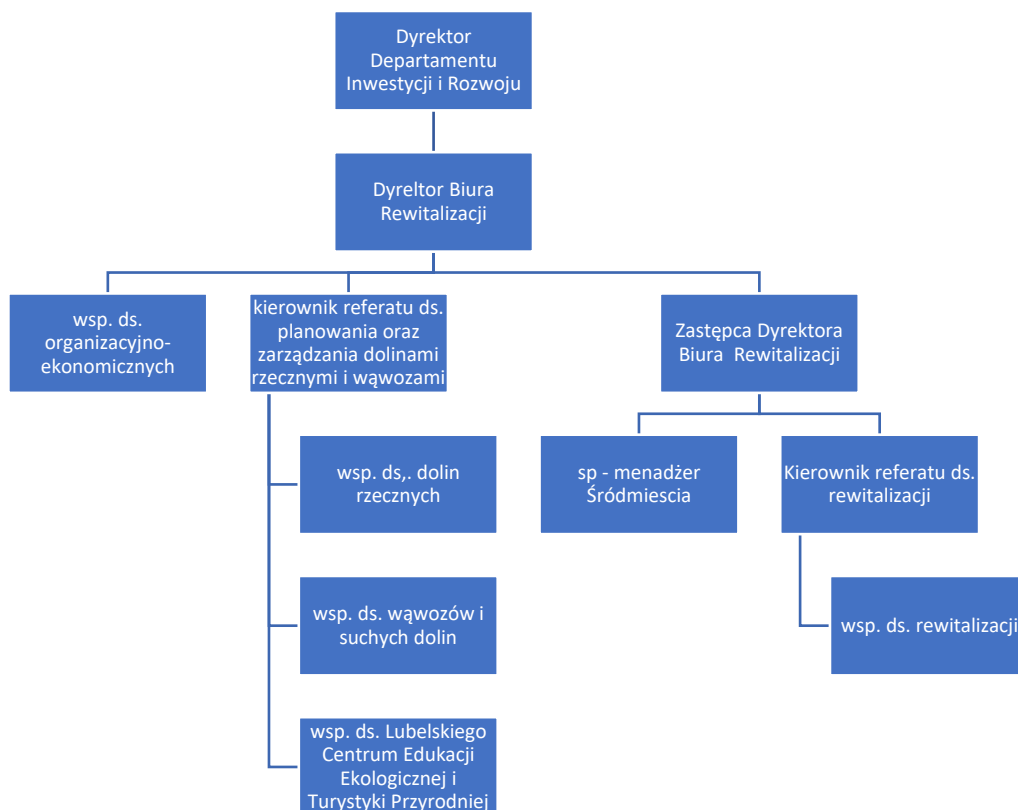 Dyrektor
Departamentu
Inwestycji i Rozwoju
Dyreltor Biura
Rewitalizacji
wsp. ds.
organizacyjno-
ekonomicznych
kierownik referatu ds.
planowania oraz
zarządzania dolinami
rzecznymi i wąwozami
Zastępca Dyrektora
Biura Rewitalizacji
wsp. ds,. dolin
rzecznych
sp - menadżer
Śródmiescia
Kierownik referatu ds.
rewitalizacji
wsp. ds. wąwozów i
suchych dolin
wsp. ds. rewitalizacji
wsp. ds. Lubelskiego
Centrum Edukacji
Ekologicznej i
Turystyki Przyrodniej